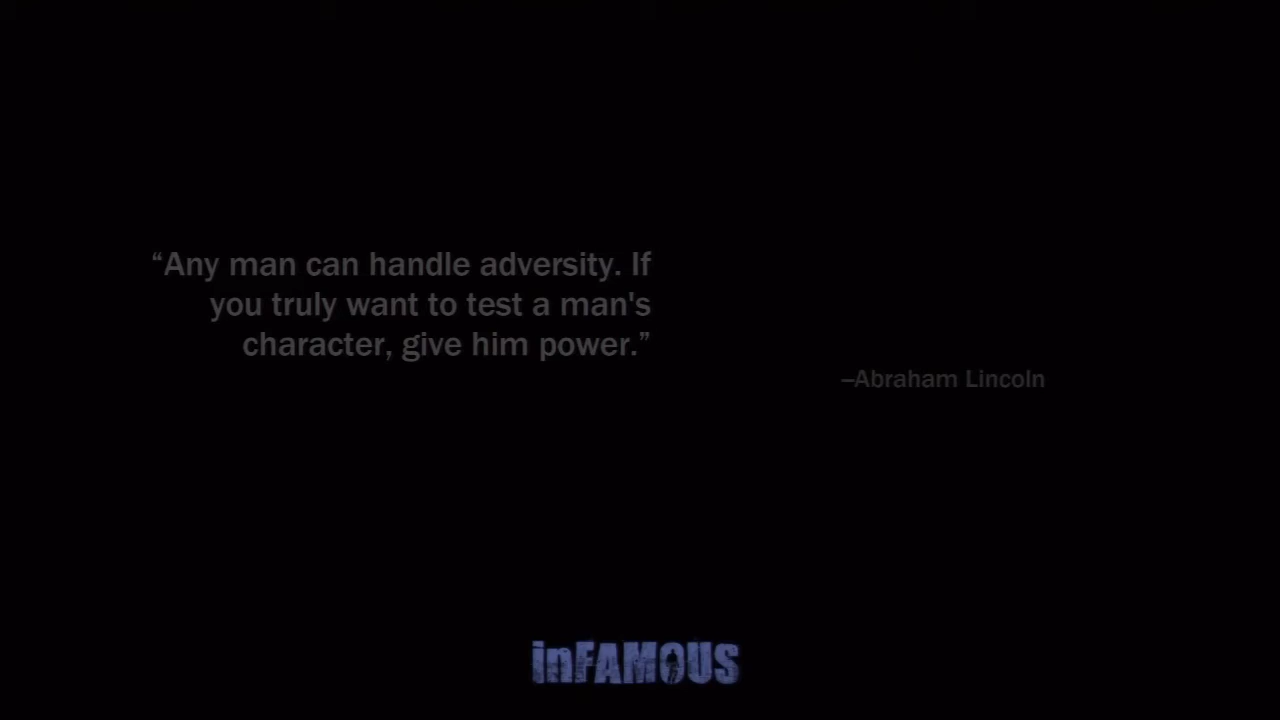 “Any man can handle adversity. If
you truly want to test a man's
character, give him power.”
–Abraham Lincoln
inFAMOUS